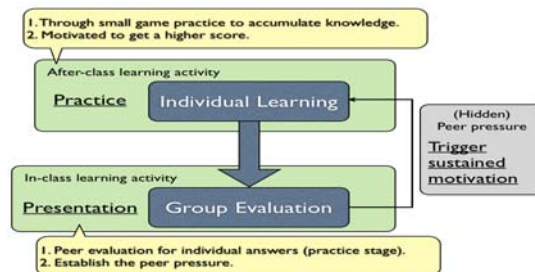 1. Through small game practice to accumulate knowledge.
2. Motivated to get a higher score.
After-class learning activity
Practice
Individual Learning
(Hidden)
Peer pressure
Trigger
sustained
motivation
In-class learning activity
Presentation
Group Evaluation
1. Peer evaluation for individual answers (practice stage).
2. Establish the peer pressure.